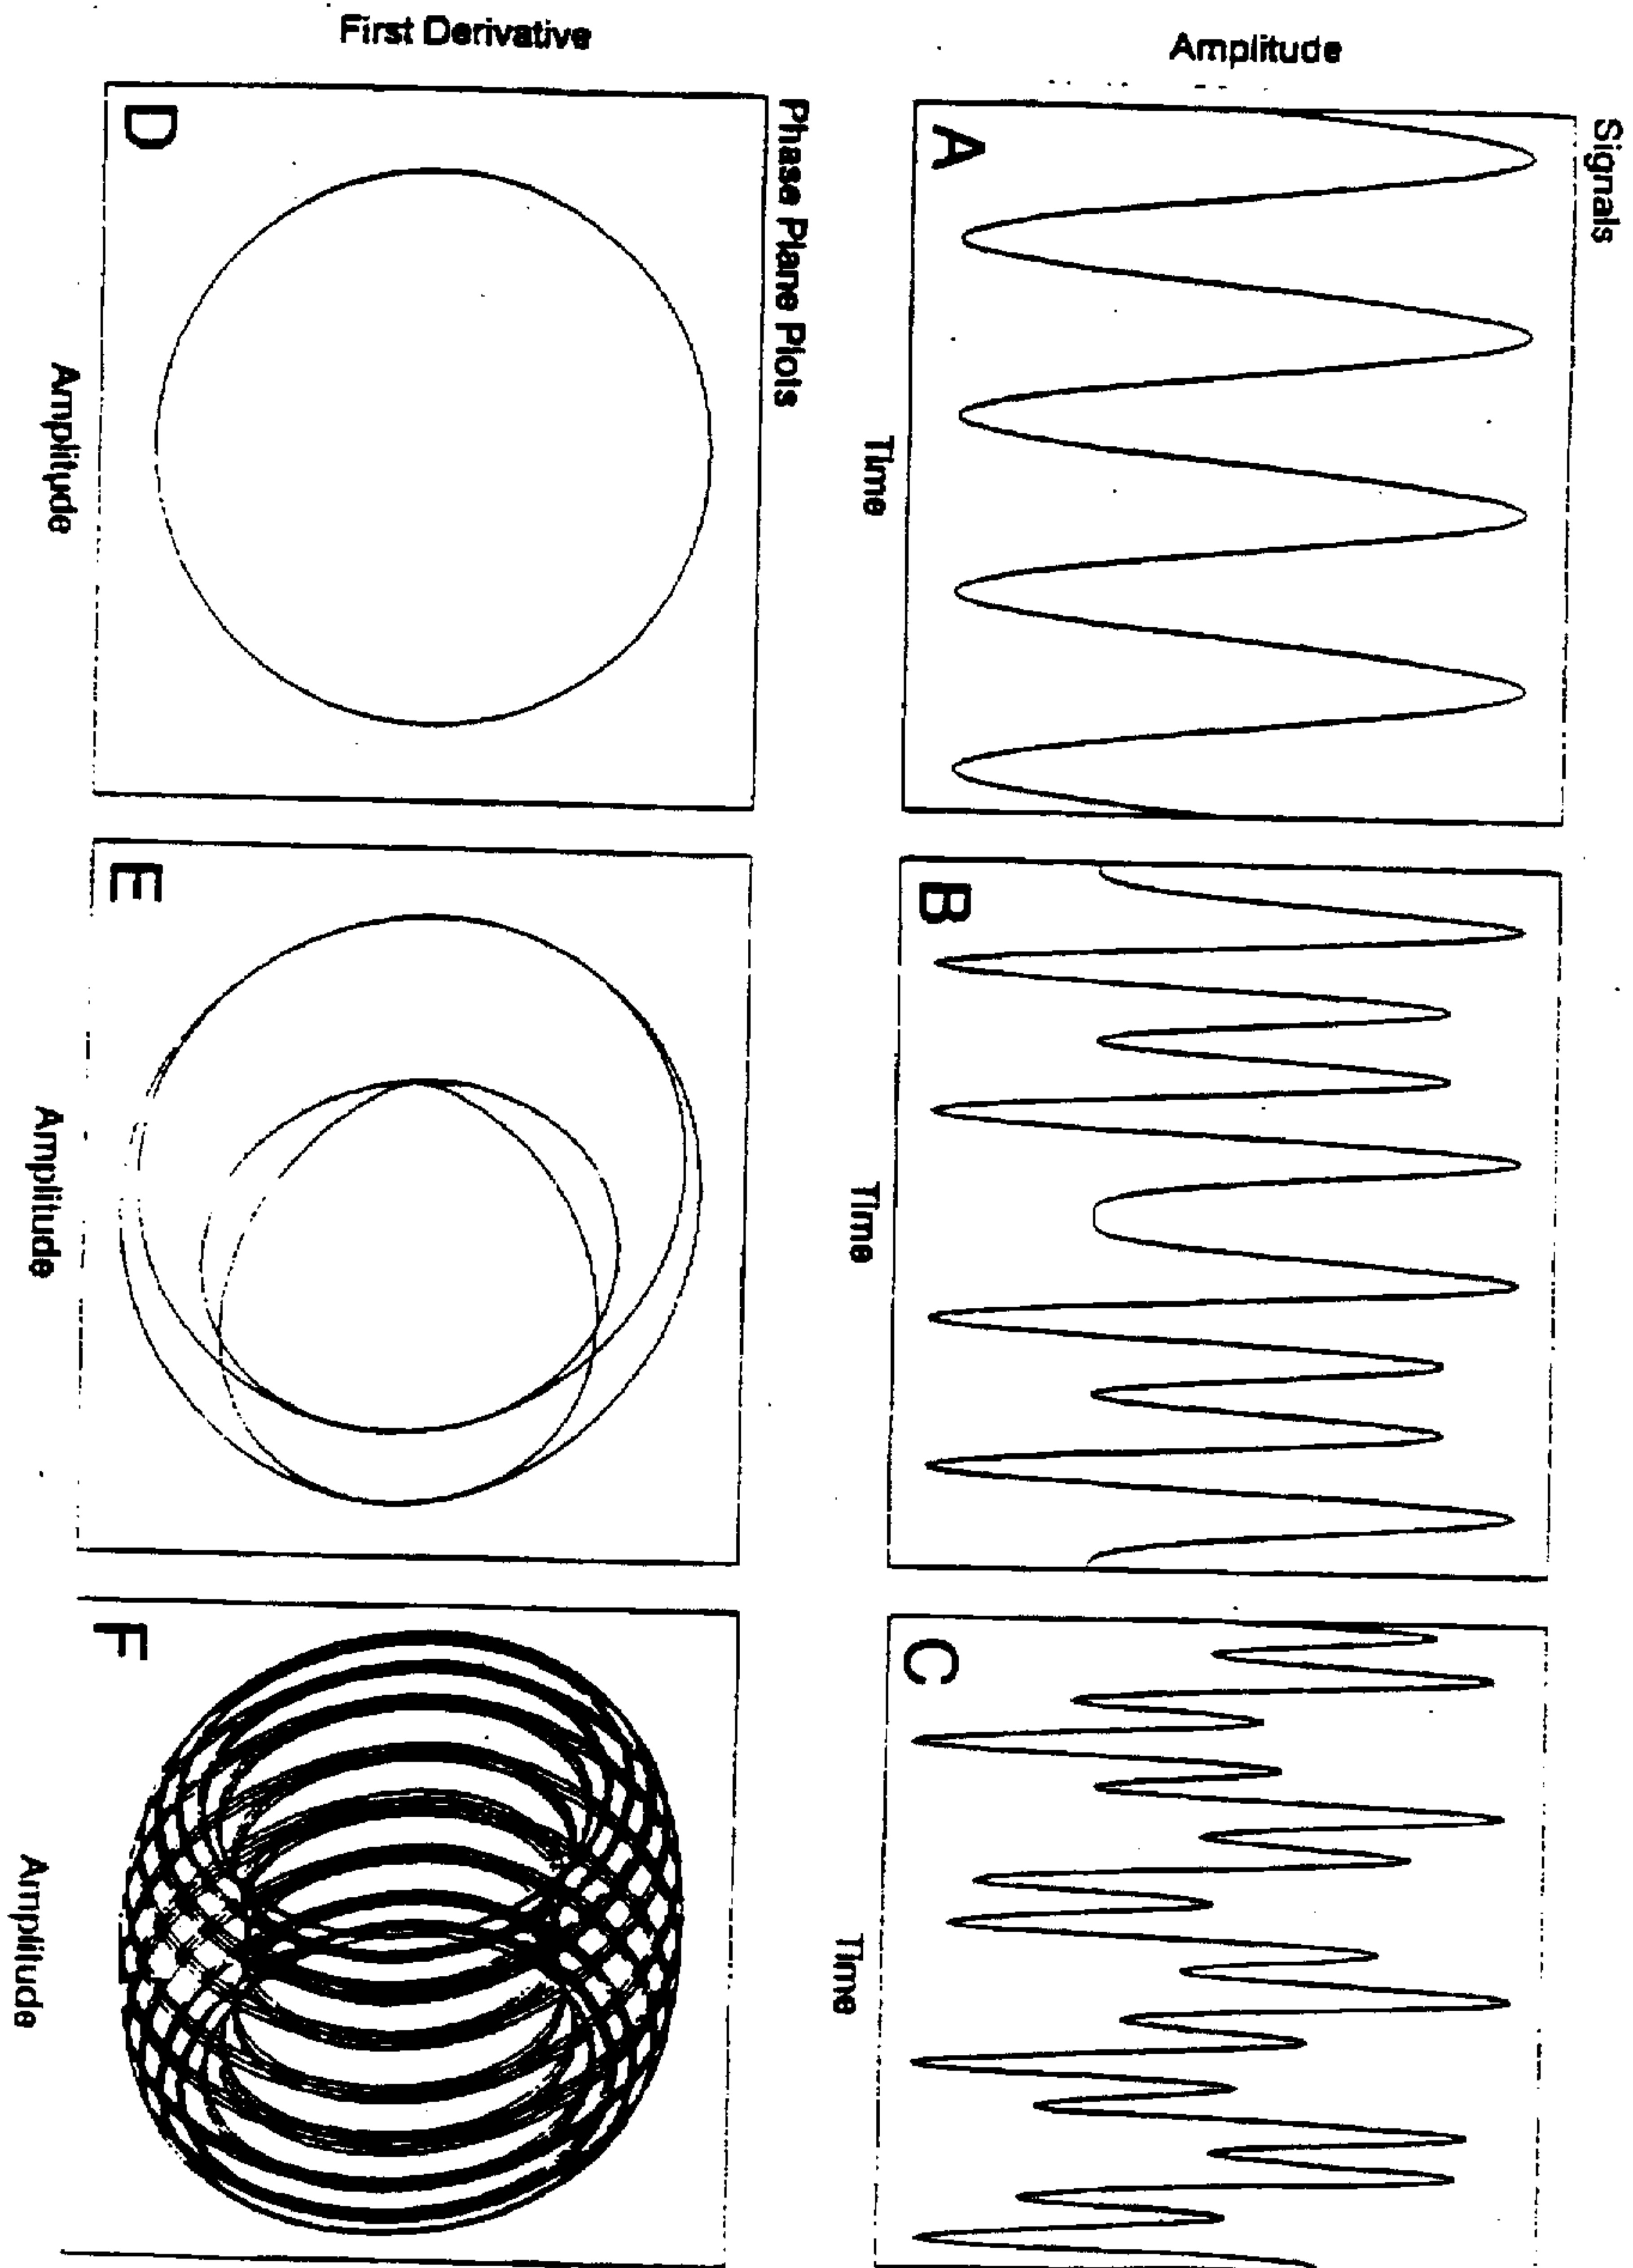 Signals
Amplitude
A
B
C
Time
Time
Time
Phase Plane Plots
First Derivative
D
E
F
Amplitude
Amplitude
Amplitude